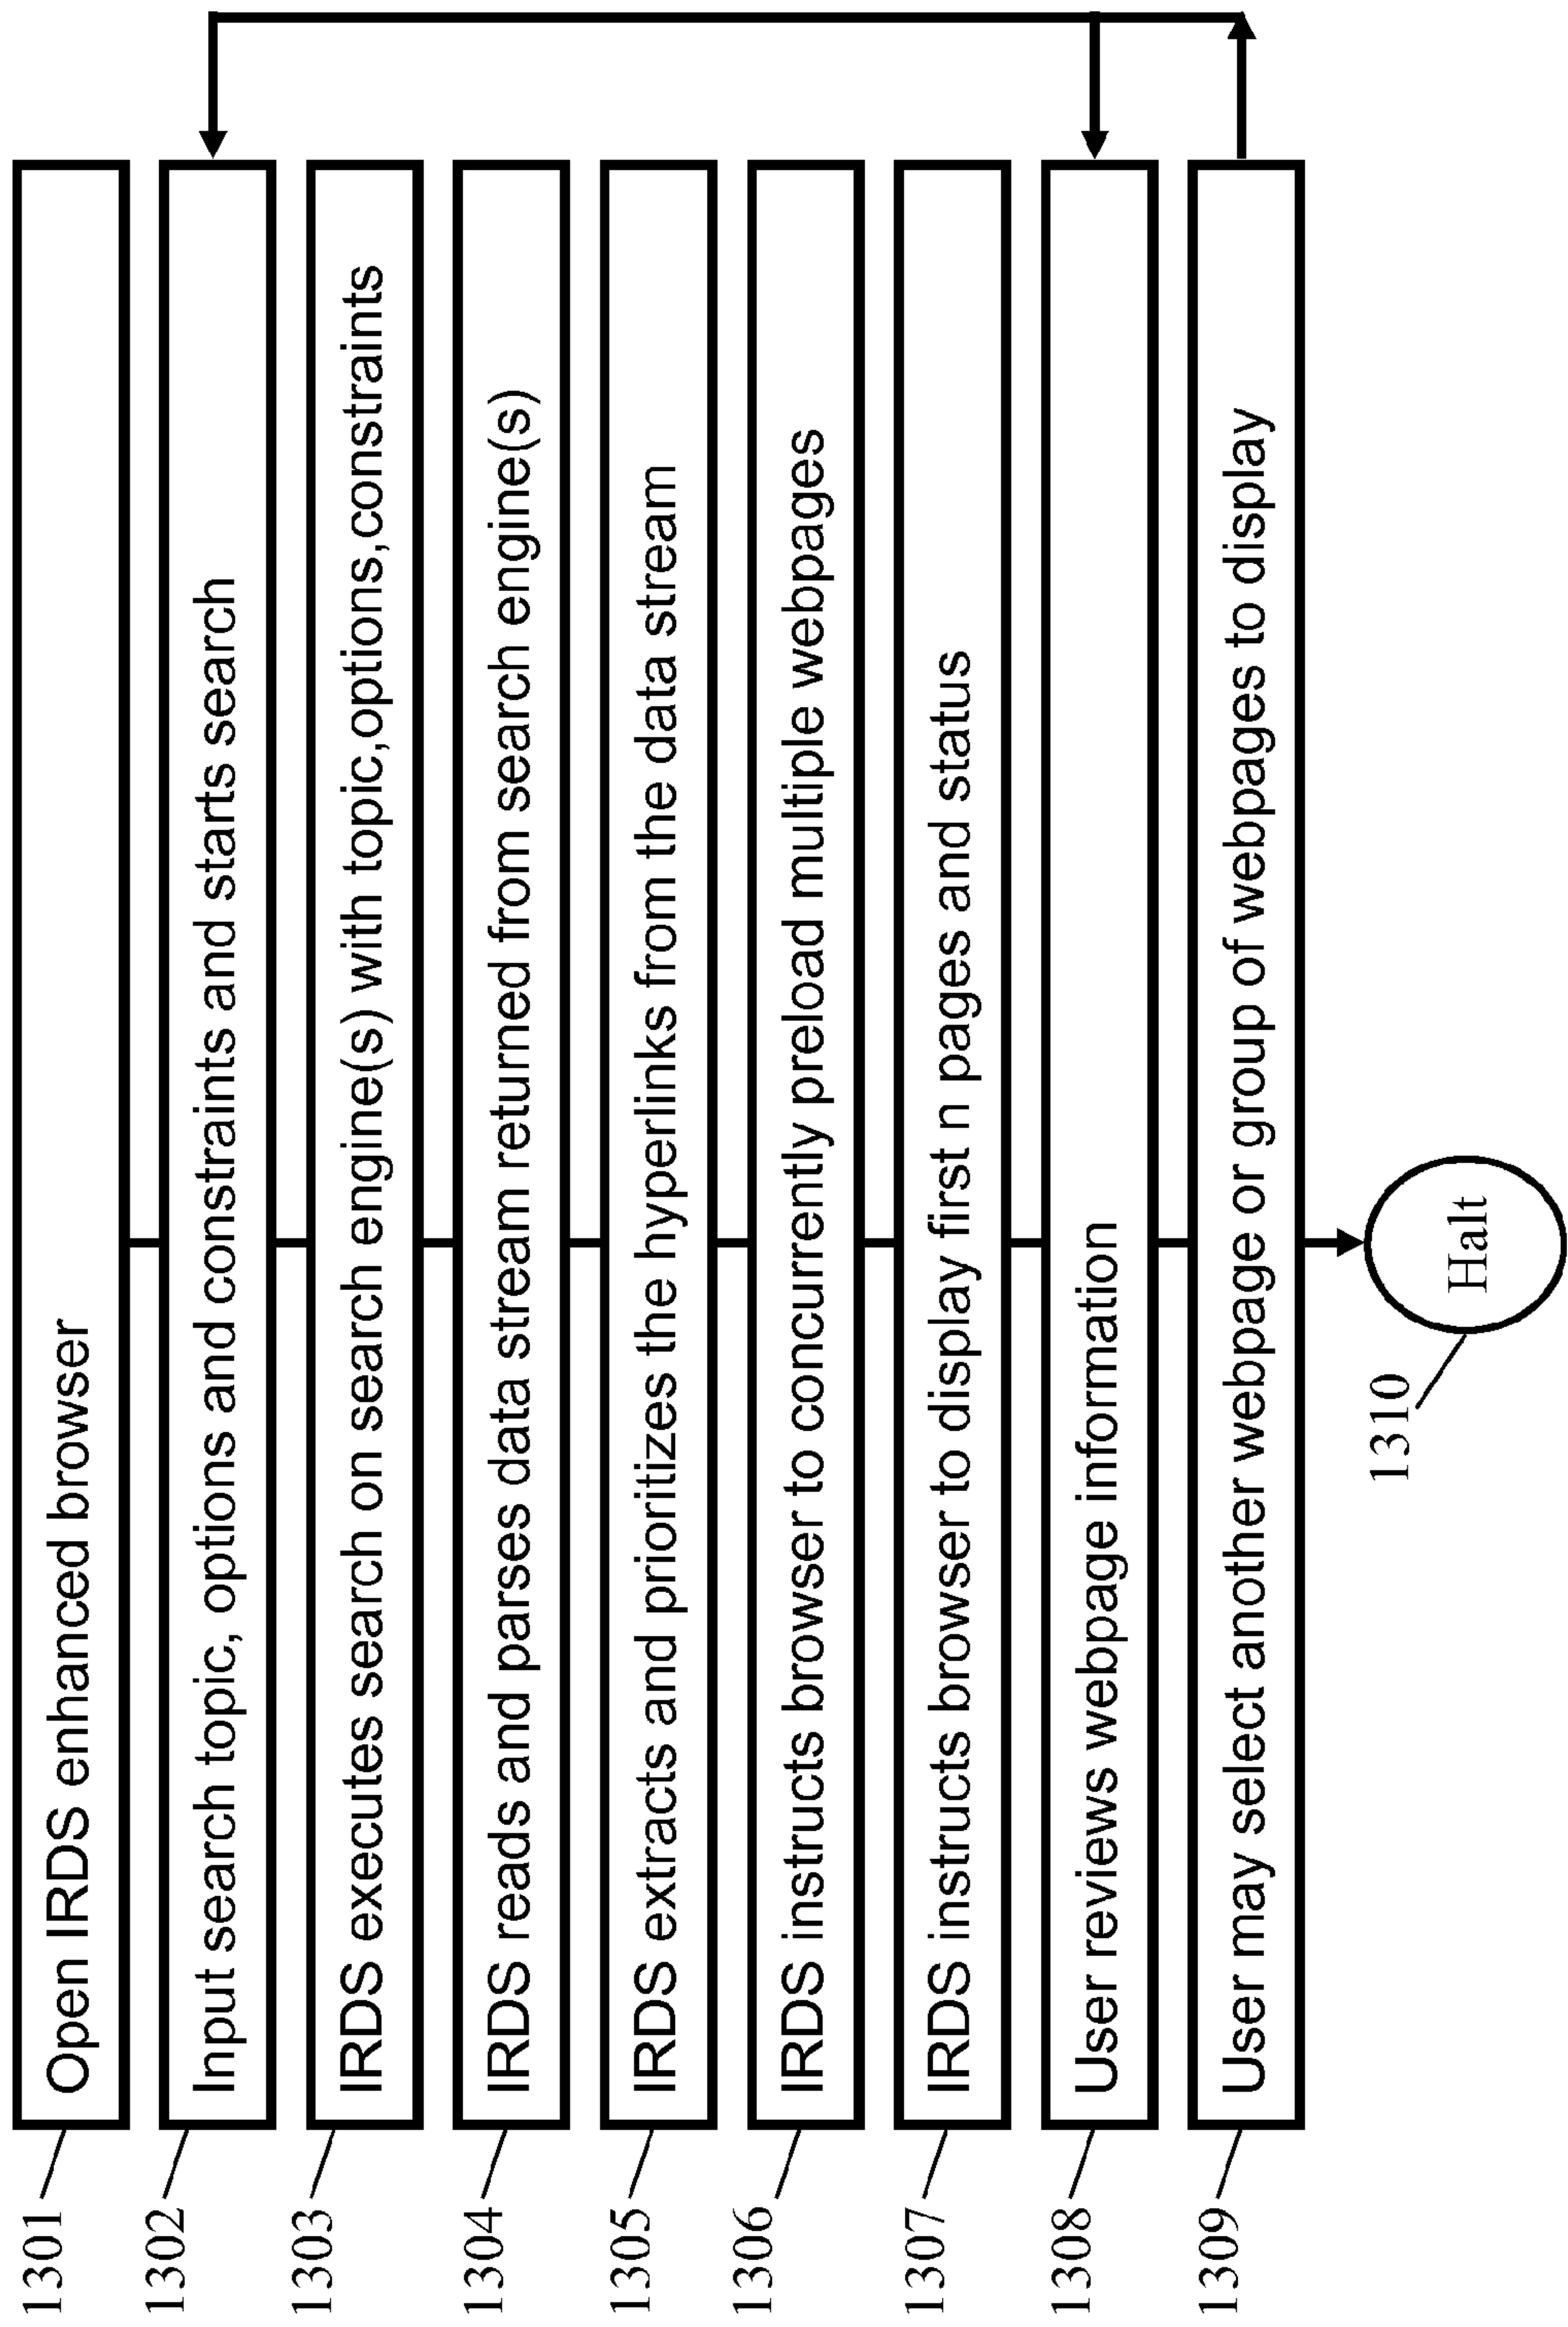 1301
Open IRDS enhanced browser
1302
Input search topic, options and constraints and starts search
1303
IRDS executes search on search engine(s) with topic,options,constraints
1304
IRDS reads and parses data stream returned from search engine(s)
1305
IRDS extracts and prioritizes the hyperlinks from the data stream
1306
IRDS instructs browser to concurrently preload multiple webpages
1307
IRDS instructs browser to display first n pages and status
1308
User reviews webpage information
1309
User may select another webpage or group of webpages to display
1310
Halt